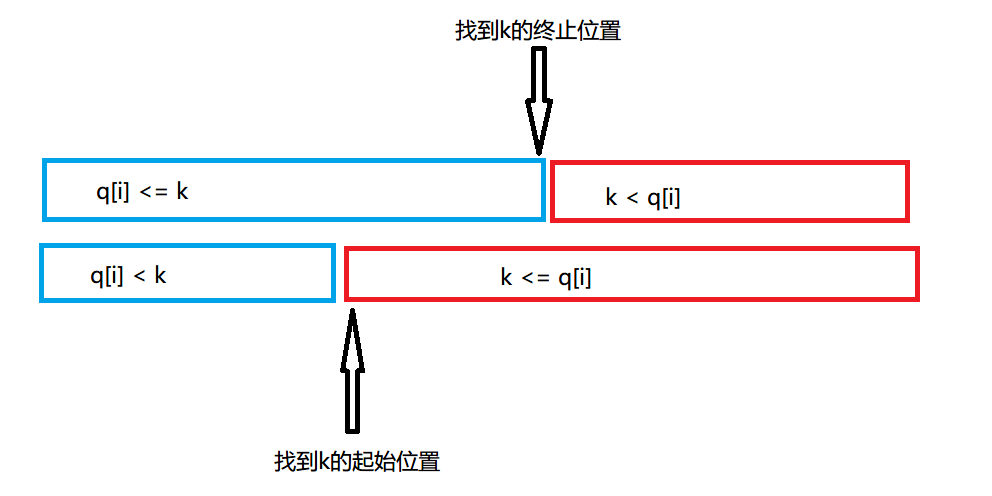 找到k的终止位置
q[i] <= k
k < q[i]
q[i] < k
k <= q[i]
找到k的起始位置